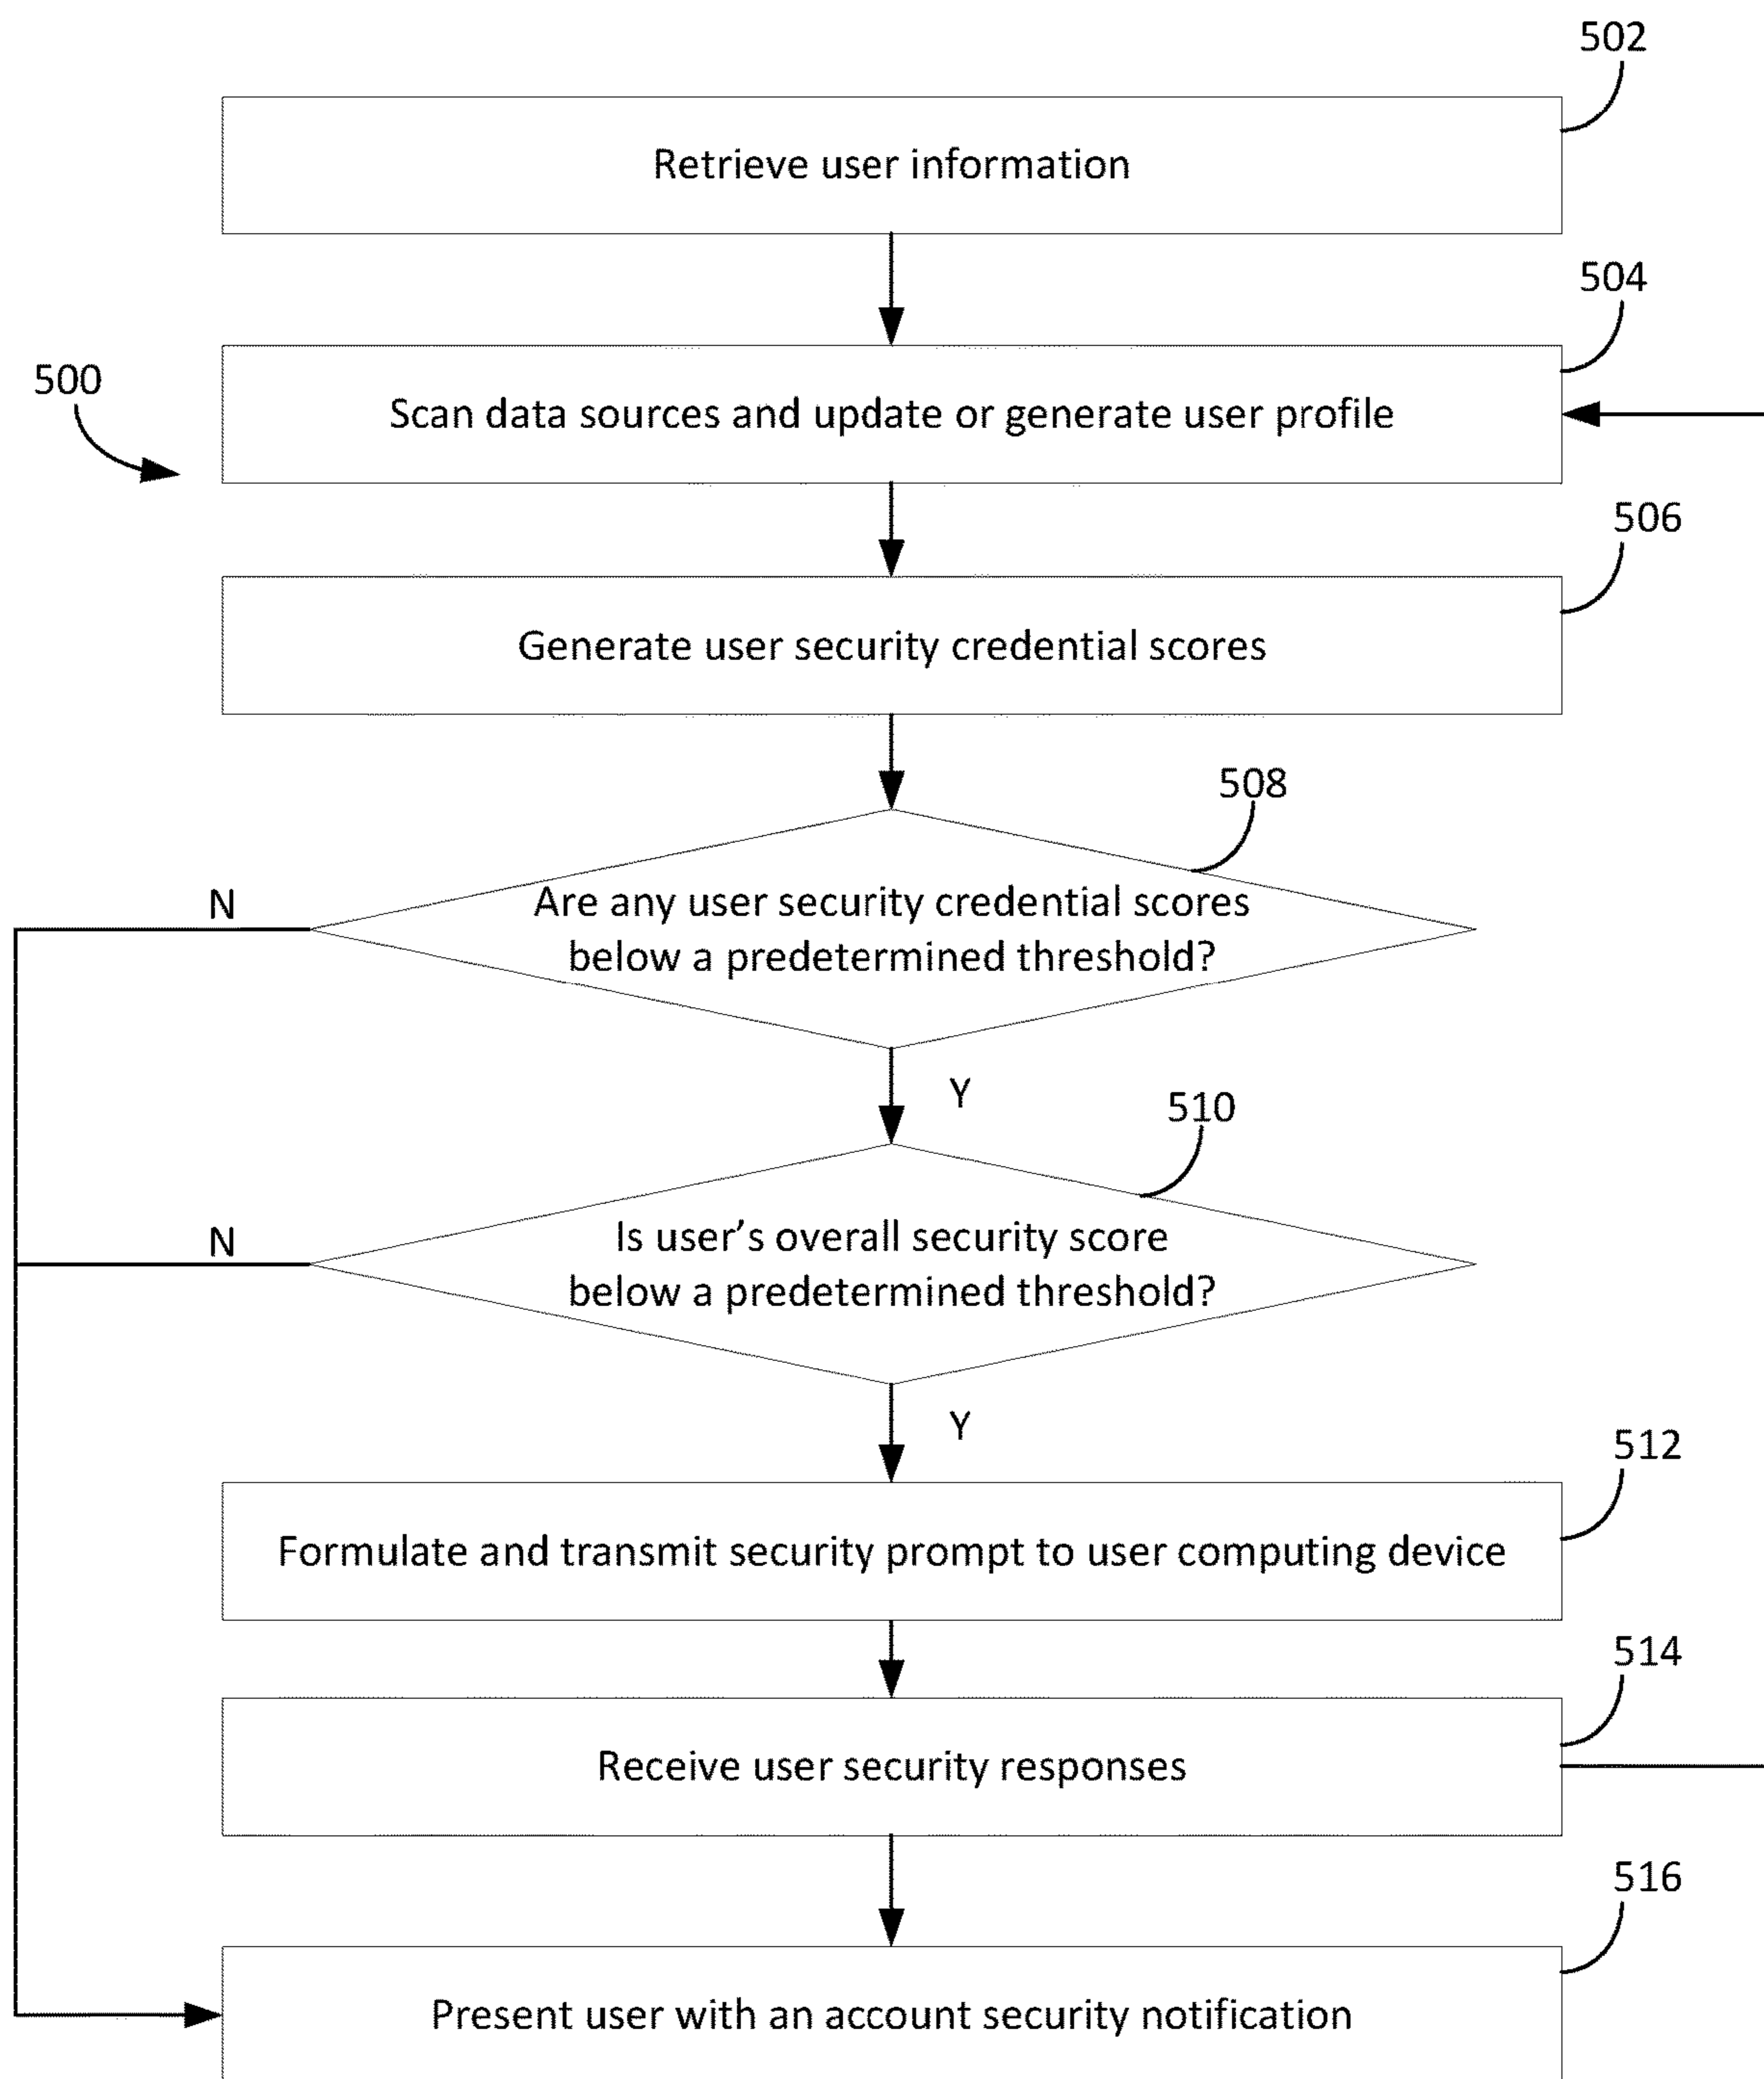 502
Retrieve user information
504
500
Scan data sources and update or generate user profile
506
Generate user security credential scores
508
N
Are any user security credential scores
below a predetermined threshold?
Y
510
N
Is user’s overall security score
below a predetermined threshold?
Y
512
Formulate and transmit security prompt to user computing device
514
Receive user security responses
516
Present user with an account security notification